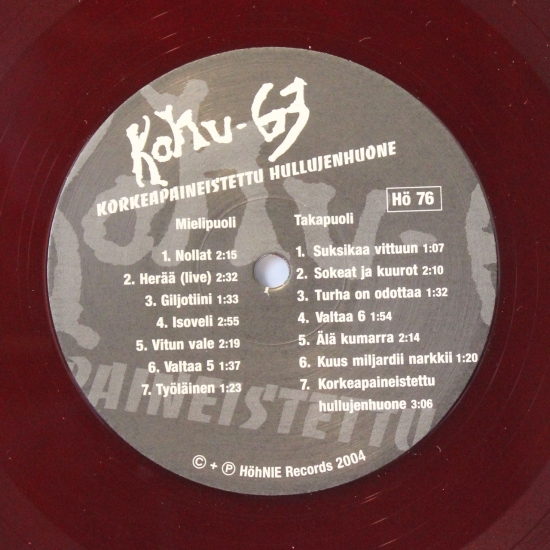 KoHu-63
KORKEAPAINEISTETTU HULLUJENHUONE
Hö 76
Mielipuoli
1. Nollat 2:15
2. Herää (live) 2:32
3. Giljotiini 1:33
4. Isoveli 2:55
5. Vitun vale 2:19
6. Valtaa 5 1:37
7. Työläinen 1:23
Takapuoli
1. Suksikaa vittuun 1:07
2. Sokeat ja kuurot 2:10
3. Turha on odottaa 1:32
4. Valtaa 6 1:54
5. Älä kumarra 2:14
6. Kuus miljardii narkkii 1:20
7. Korkeapaineistettu
hullujenhuone 3:06
PAINEISTETTU
© + ℗ HöhNIE Records 2004